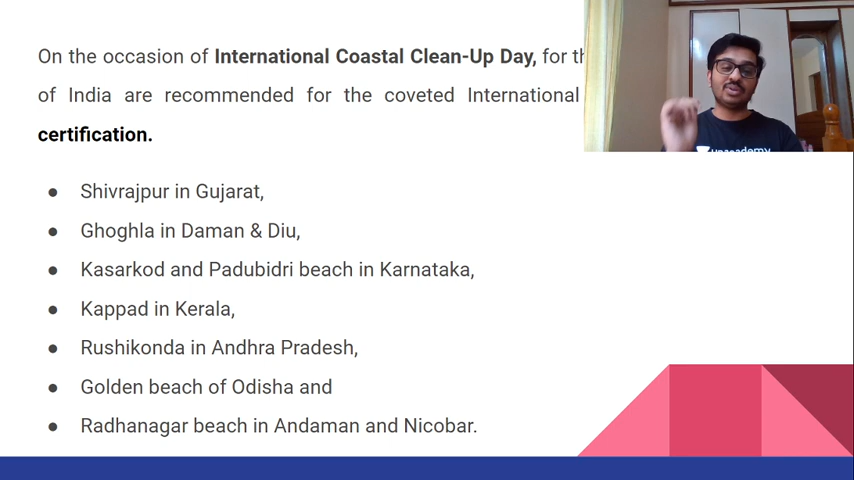 On the occasion of International Coastal Clean-Up Day, for
of India are recommended for the coveted International
certification.
● Shivrajpur in Gujarat,
● Ghoghla in Daman & Diu,
● Kasarkod and Padubidri beach in Karnataka,
● Kappad in Kerala,
● Rushikonda in Andhra Pradesh,
● Golden beach of Odisha and
● Radhanagar beach in Andaman and Nicobar.